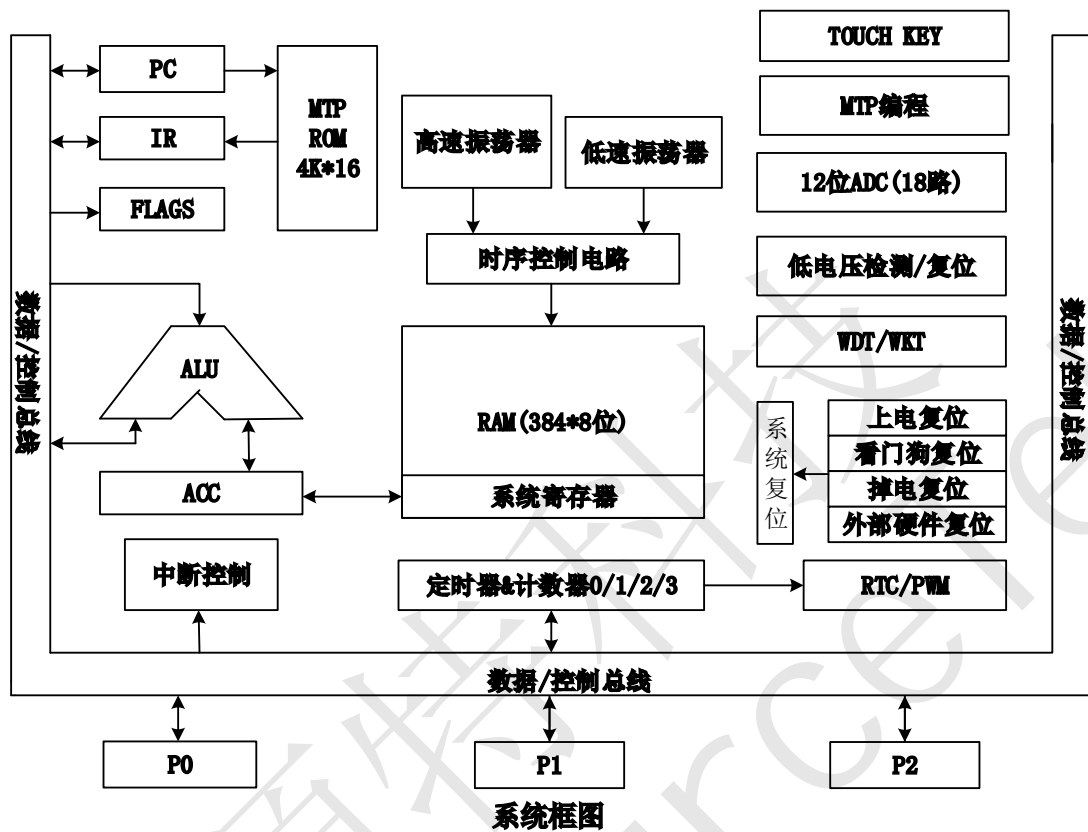 TOUCH KEY
PC
MTP
ROM
4K*16
MTP编程
IR
高速振荡器
低速振荡器
12位ADC(18路)
FLAGS
时序控制电路
低电压检测/复位
数据/控制总线
数据/控制总线
ALU
WDT/WKT
RAM(384*8位)
系统复位
上电复位
看门狗复位
掉电复位
外部硬件复位
ACC
系统寄存器
中断控制
定时器&计数器0/1/2/3
RTC/PWM
数据/控制总线
P0
P1
P2
系统框图